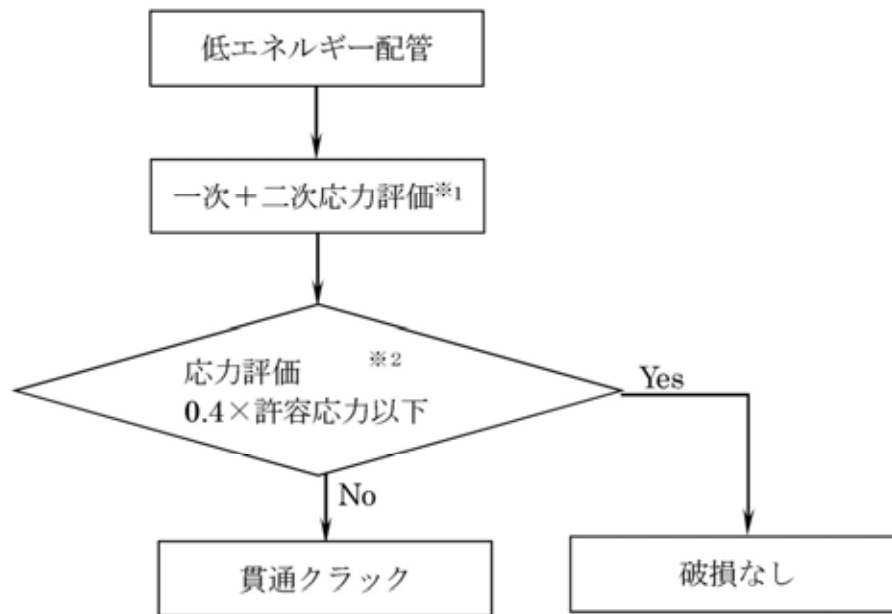 低エネルギー配管
一次+二次応力評価※1
応力評価 ※2
0.4×許容応力以下
Yes
No
貫通クラック
破損なし